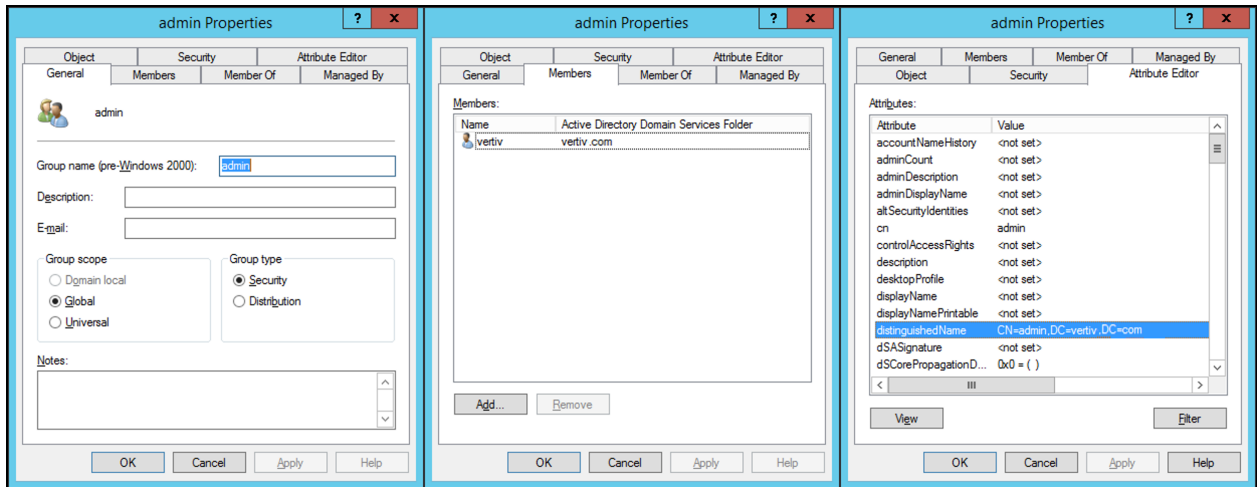 admin Properties
?
x
Object
Security
Attribute Editor
General
Members
Member Of
Managed By
admin
Group name (pre-Windows 2000):
admin
Description:
E-mail:
Group scope
Domain local
Global
Universal
Group type
Security
Distribution
Notes:
OK
Cancel
Apply
Help
admin Properties
?
x
Object
Security
Attribute Editor
General
Members
Member Of
Managed By
Members:
Name Active Directory Domain Services Folder
vertiv vertiv .com
Add...
Remove
OK
Cancel
Apply
Help
admin Properties
?
x
General
Members
Member Of
Managed By
Object
Security
Attribute Editor
Attributes:
Attribute Value
accountNameHistory <not set>
adminCount <not set>
adminDescription <not set>
adminDisplayName <not set>
altSecurityIdentities <not set>
cn admin
controlAccessRights <not set>
description <not set>
desktopProfile <not set>
displayName <not set>
displayNamePrintable <not set>
distinguishedName CN=admin,DC=vertiv ,DC=com
dSASignature <not set>
dSCorePropagationD... 0x0 = ( )
View
Filter
OK
Cancel
Apply
Help